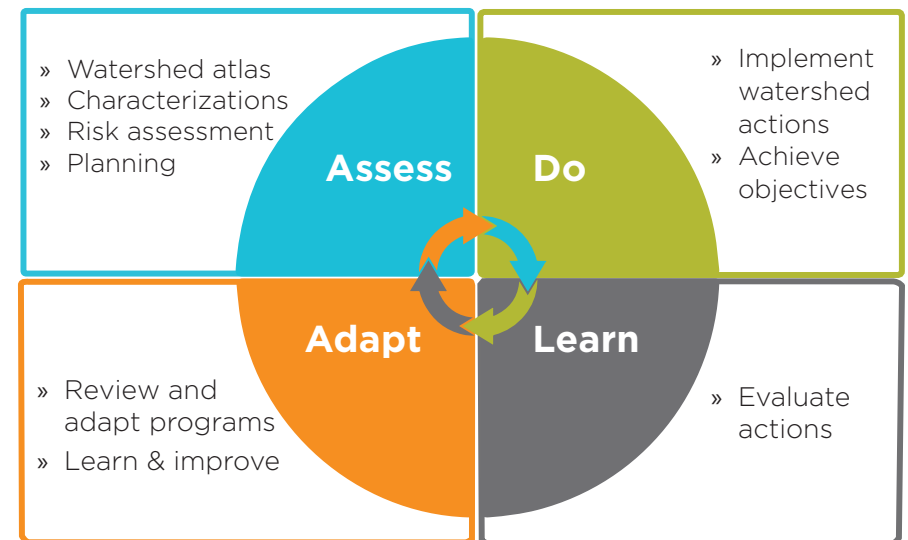 » Watershed atlas
» Characterizations
» Risk assessment
» Planning
Assess
Do
» Implement
watershed
actions
» Achieve
objectives
Adapt
» Review and
adapt programs
» Learn & improve
Learn
» Evaluate
actions